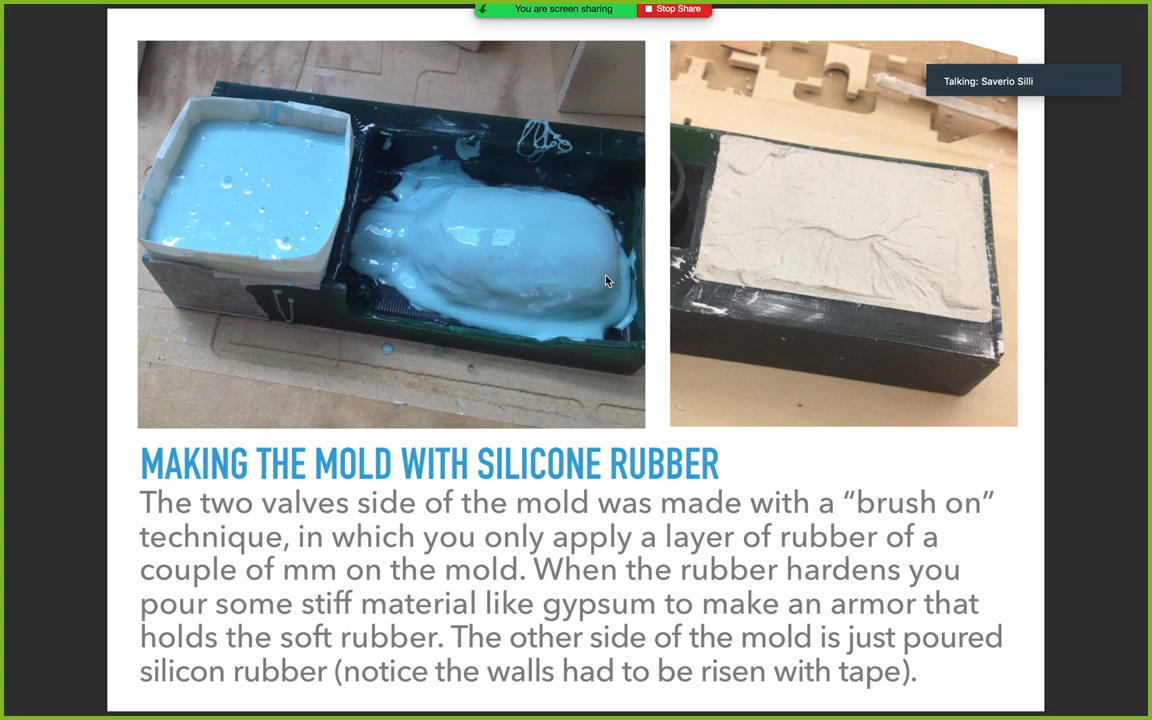 You are screen sharing
Stop Share
Talking: Saverio Silli
MAKING THE MOLD WITH SILICONE RUBBER
The two valves side of the mold was made with a “brush on”
technique, in which you only apply a layer of rubber of a
couple of mm on the mold. When the rubber hardens you
pour some stiff material like gypsum to make an armor that
holds the soft rubber. The other side of the mold is just poured
silicon rubber (notice the walls had to be risen with tape).